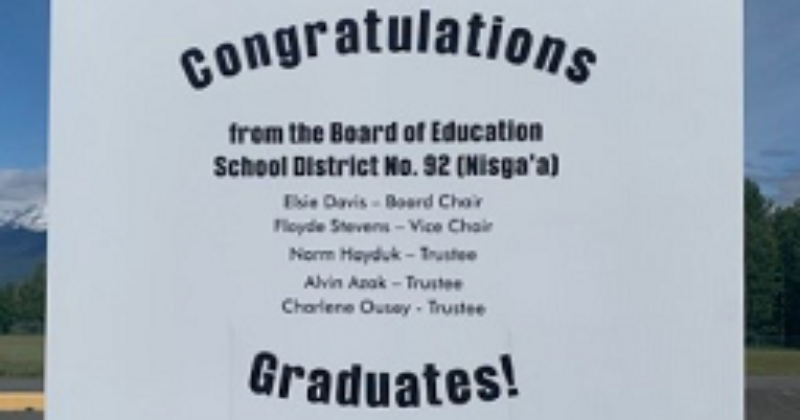 Congratulations
from the Board of Education
School District No. 92 (Nisga'a)
Elsie Davis – Board Chair
Floyde Stevens – Vice Chair
Norm Hayduk – Trustee
Alvin Azak – Trustee
Charlene Ousey - Trustee
Graduates!